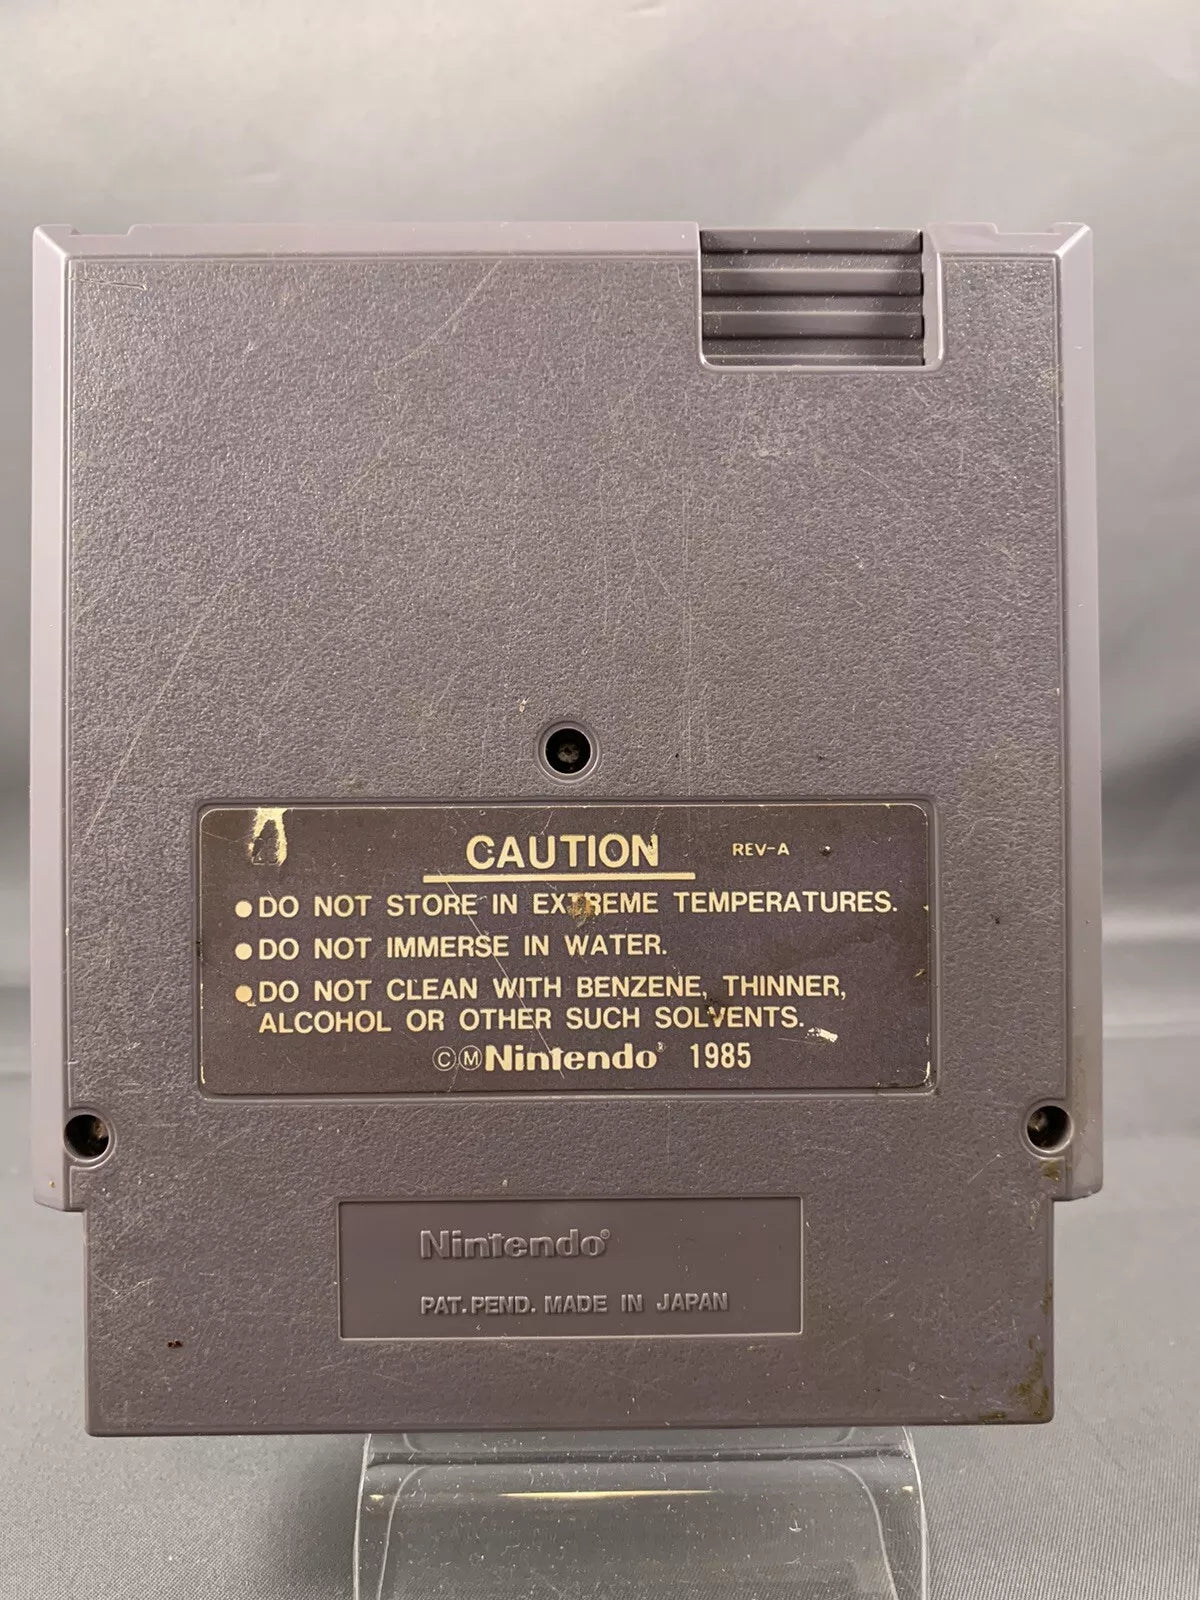 CAUTION REV-A
●DO NOT STORE IN EXTREME TEMPERATURES.
●DO NOT IMMERSE IN WATER.
●DO NOT CLEAN WITH BENZENE, THINNER,
ALCOHOL OR OTHER SUCH SOLVENTS.
ⒸⓂNintendo® 1985
Nintendo®
PAT. PEND. MADE IN JAPAN